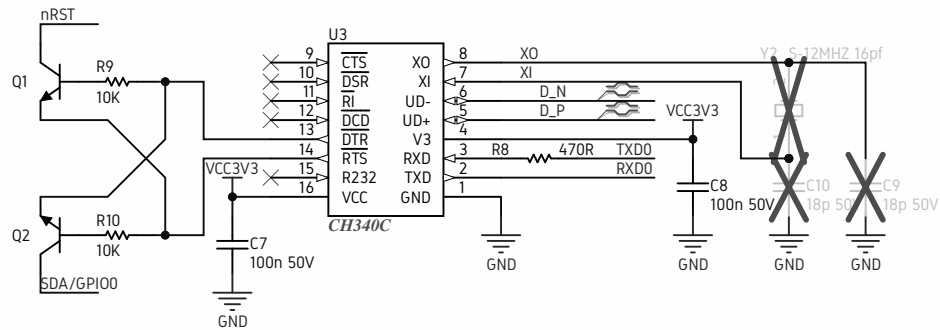 nRST
Q1
R9
10K
Q2
R10
10K
SDA/GPIO0
VCC3V3
C7
100n 50V
GND
U3
9 CTS
10 DSR
11 RI
12 DCD
13 DTR
14 RTS
15 R232
16 VCC
XO 8 XO
XI 7 XI
UD- 6 D_N
UD+ 5 D_P
V3 4
RXD 3 R8 470R TXD0
TXD 2 RXD0
GND 1
CH340C
GND
VCC3V3
C8
100n 50V
GND
Y2 S-12MHZ 16pf
C10
18p 50V
GND
C9
18p 50V
GND